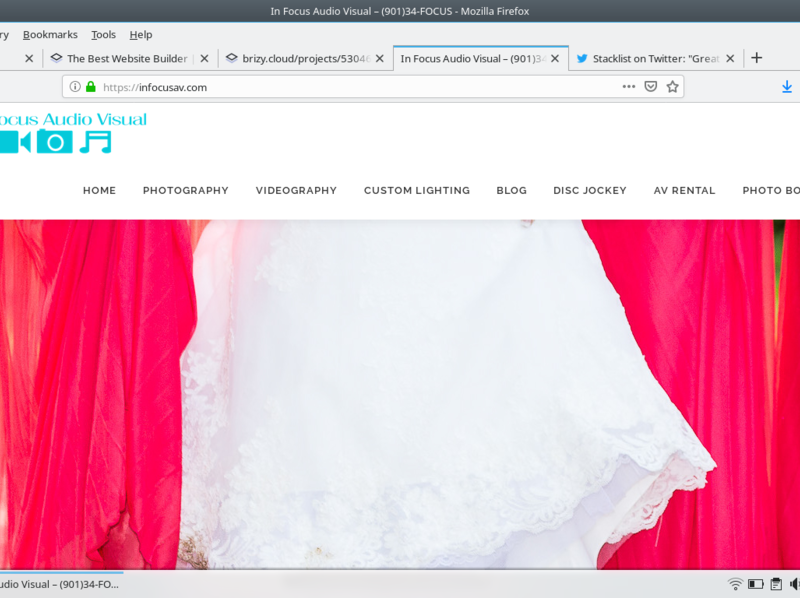 In Focus Audio Visual – (901)34-FOCUS - Mozilla Firefox
ry Bookmarks Tools Help
The Best Website Builder brizy.cloud/projects/5304 In Focus Audio Visual – (901)3 Stacklist on Twitter: "Great
https://infocusav.com
ocus Audio Visual
HOME PHOTOGRAPHY VIDEOGRAPHY CUSTOM LIGHTING BLOG DISC JOCKEY AV RENTAL PHOTO BO
udio Visual – (901)34-FO...